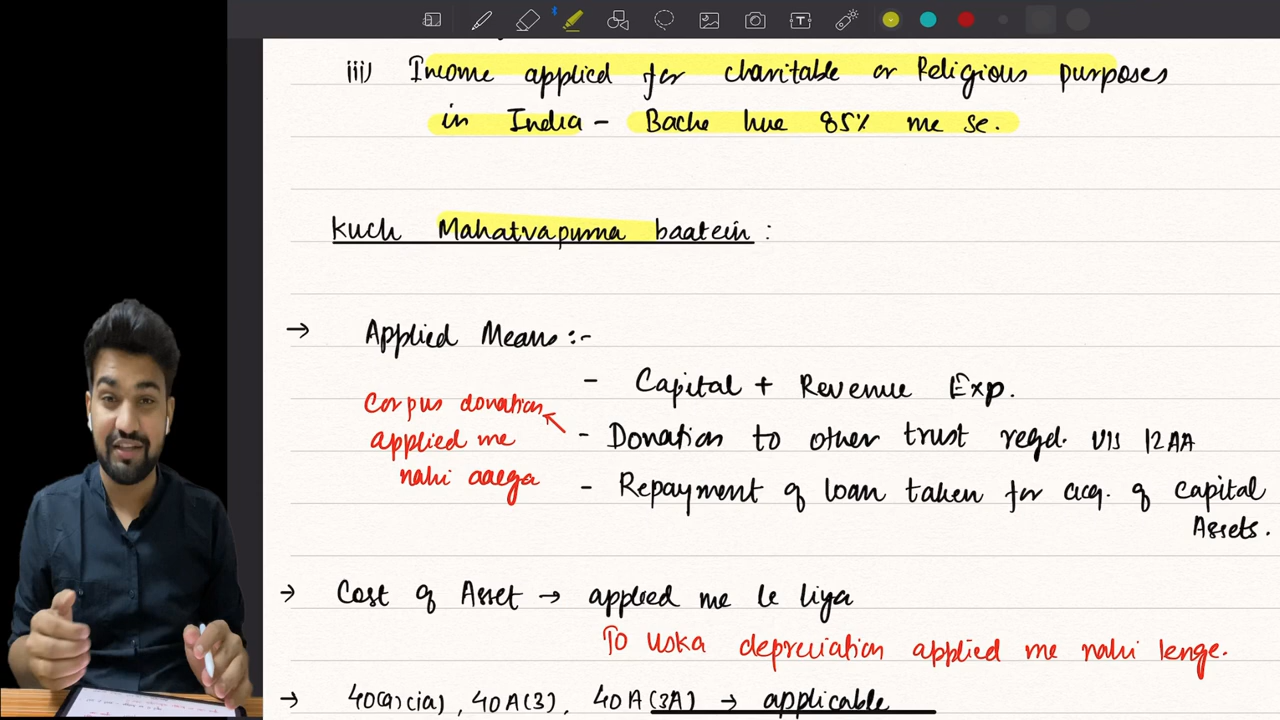 iii) Income applied for charitable or Religious purposes
in India - Bache hue 85% me se.
Kuch Mahatvapurna baatein :
→ Applied Means :-
- Capital + Revenue Exp.
Corpus donation
applied me
nahi aaega
- Donation to other trust regd. U/s 12AA
- Repayment of loan taken for acq. of Capital
Assets.
→ Cost of Asset → applied me le liya
To uska depreciation applied me nahi lenge.
→ 40(a)(ia), 40A(3), 40A(3A) → applicable